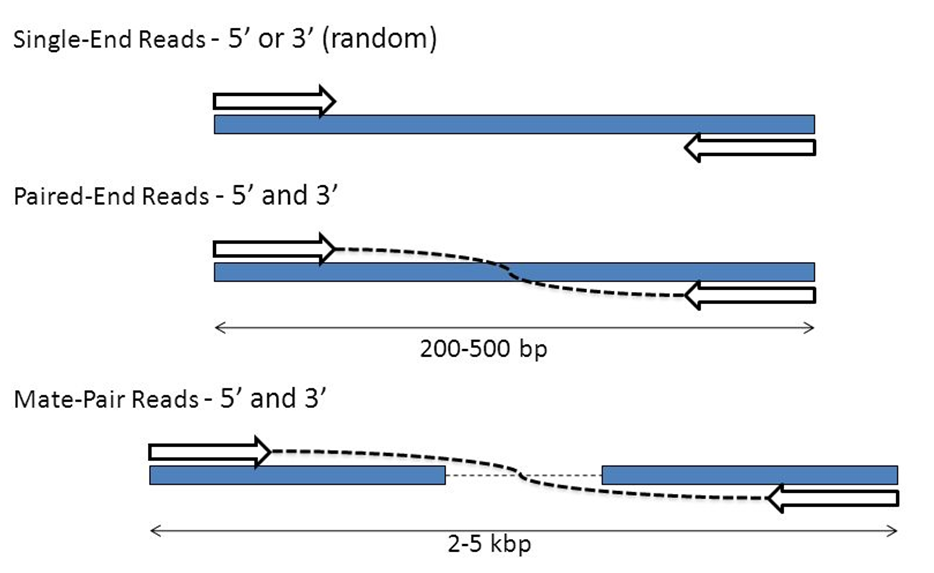 Single-End Reads - 5’ or 3’ (random)
Paired-End Reads - 5’ and 3’
200-500 bp
Mate-Pair Reads - 5’ and 3’
2-5 kbp